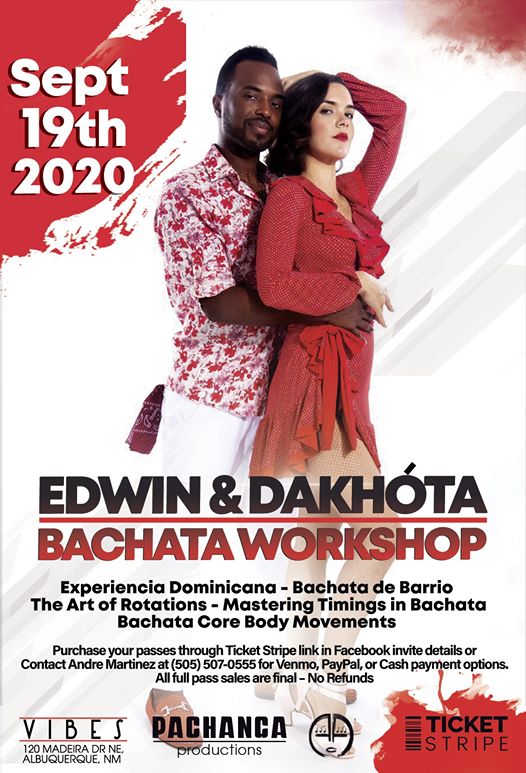 Sept
19th
2020
EDWIN & DAKHÓTA
BACHATA WORKSHOP
Experiencia Dominicana - Bachata de Barrio
The Art of Rotations - Mastering Timings in Bachata
Bachata Core Body Movements
Purchase your passes through Ticket Stripe link in Facebook invite details or
Contact Andre Martinez at (505) 507-0555 for Venmo, PayPal, or Cash payment options.
All full pass sales are final – No Refunds
VIBES
120 MADEIRA DR NE,
ALBUQUERQUE, NM
PACHANGA
productions
TICKET
STRIPE